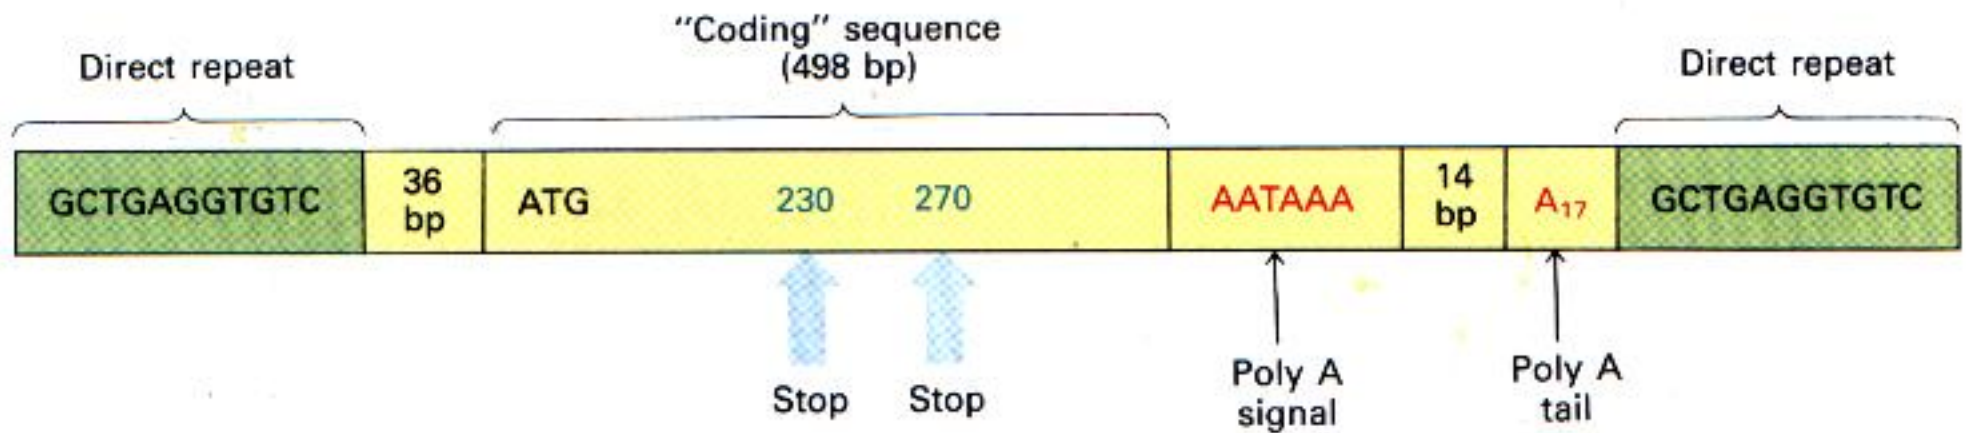 "Coding" sequence
(498 bp)
Direct repeat
Direct repeat
GCTGAGGTGTC
36
bp
ATG
230
270
AATAAA
14
bp
A₁₇
GCTGAGGTGTC
Stop
Stop
Poly A
signal
Poly A
tail